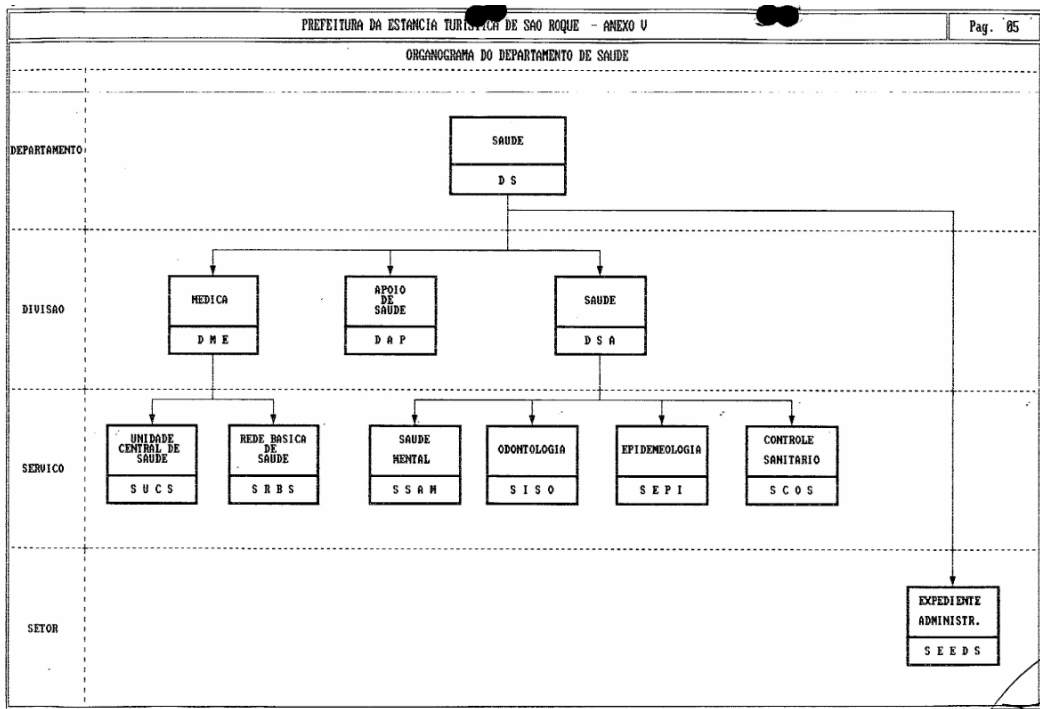 PREFEITURA DA ESTANCIA TURISTICA DE SAO ROQUE - ANEXO V
Pag. 05
ORGANOGRAMA DO DEPARTAMENTO DE SAUDE
DEPARTAMENTO
SAUDE
D S
DIVISAO
MEDICA
D M E
APOIO
DE
SAUDE
D A P
SAUDE
D S A
SERVICO
UNIDADE
CENTRAL DE
SAUDE
S U C S
REDE BASICA
DE
SAUDE
S R B S
SAUDE
MENTAL
S S A M
ODONTOLOGIA
S I S O
EPIDEMEOLOGIA
S E P I
CONTROLE
SANITARIO
S C O S
SETOR
EXPEDIENTE
ADMINISTR.
S E E D S